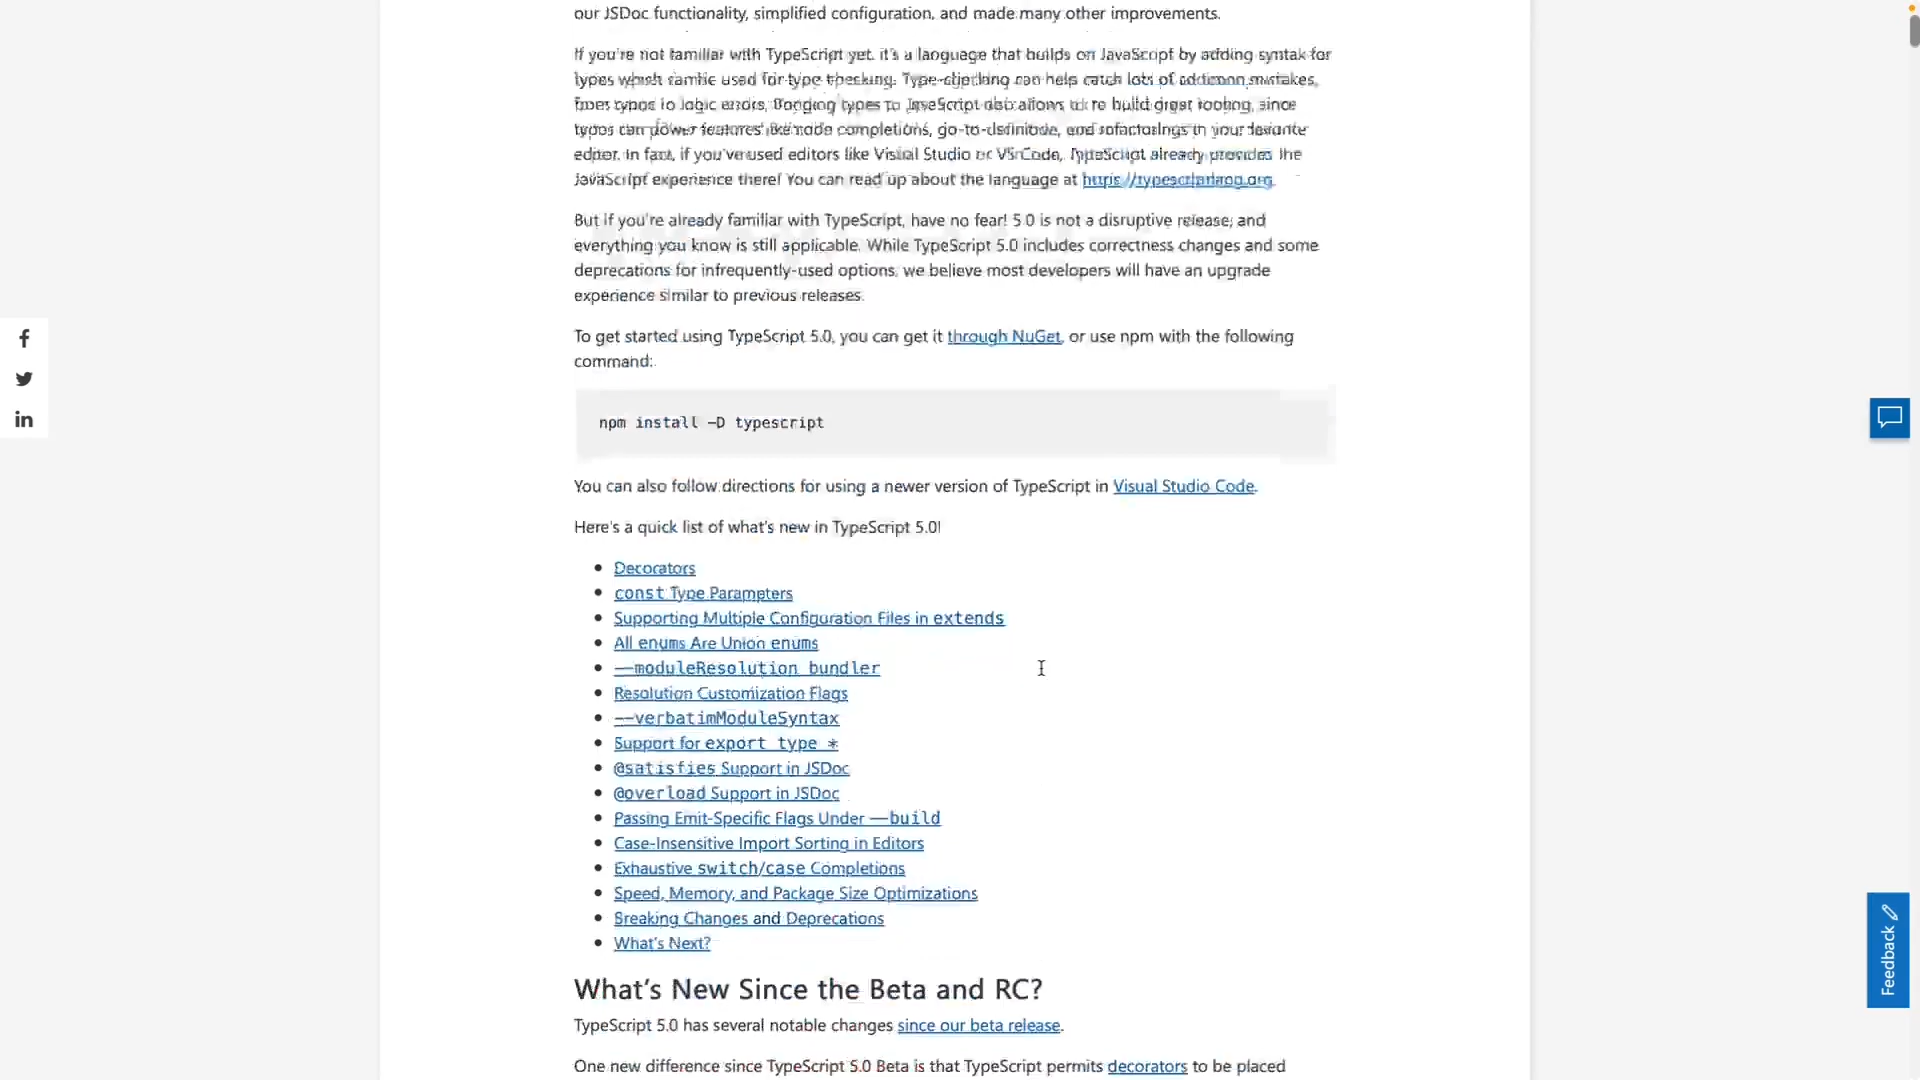 our JSDoc functionality, simplified configuration, and made many other improvements.
If you're not familiar with TypeScript yet, it's a language that builds on JavaScript by adding syntax for
types which can be used for type checking. Type-checking can help catch lots of common mistakes,
from typos to logic errors. Bringing types to JavaScript also allows us to build great tooling, since
types can power features like code completions, go-to-definition, and refactorings in your favorite
editor. In fact, if you've used editors like Visual Studio or VS Code, TypeScript already provides the
JavaScript experience there! You can read up about the language at https://typescriptlang.org.
But if you're already familiar with TypeScript, have no fear! 5.0 is not a disruptive release, and
everything you know is still applicable. While TypeScript 5.0 includes correctness changes and some
deprecations for infrequently-used options, we believe most developers will have an upgrade
experience similar to previous releases.
To get started using TypeScript 5.0, you can get it through NuGet, or use npm with the following
command:
npm install -D typescript
You can also follow directions for using a newer version of TypeScript in Visual Studio Code.
Here's a quick list of what's new in TypeScript 5.0!
• Decorators
• const Type Parameters
• Supporting Multiple Configuration Files in extends
• All enums Are Union enums
• --moduleResolution bundler
• Resolution Customization Flags
• --verbatimModuleSyntax
• Support for export type *
• @satisfies Support in JSDoc
• @overload Support in JSDoc
• Passing Emit-Specific Flags Under --build
• Case-Insensitive Import Sorting in Editors
• Exhaustive switch/case Completions
• Speed, Memory, and Package Size Optimizations
• Breaking Changes and Deprecations
• What's Next?
What's New Since the Beta and RC?
TypeScript 5.0 has several notable changes since our beta release.
One new difference since TypeScript 5.0 Beta is that TypeScript permits decorators to be placed
Feedback